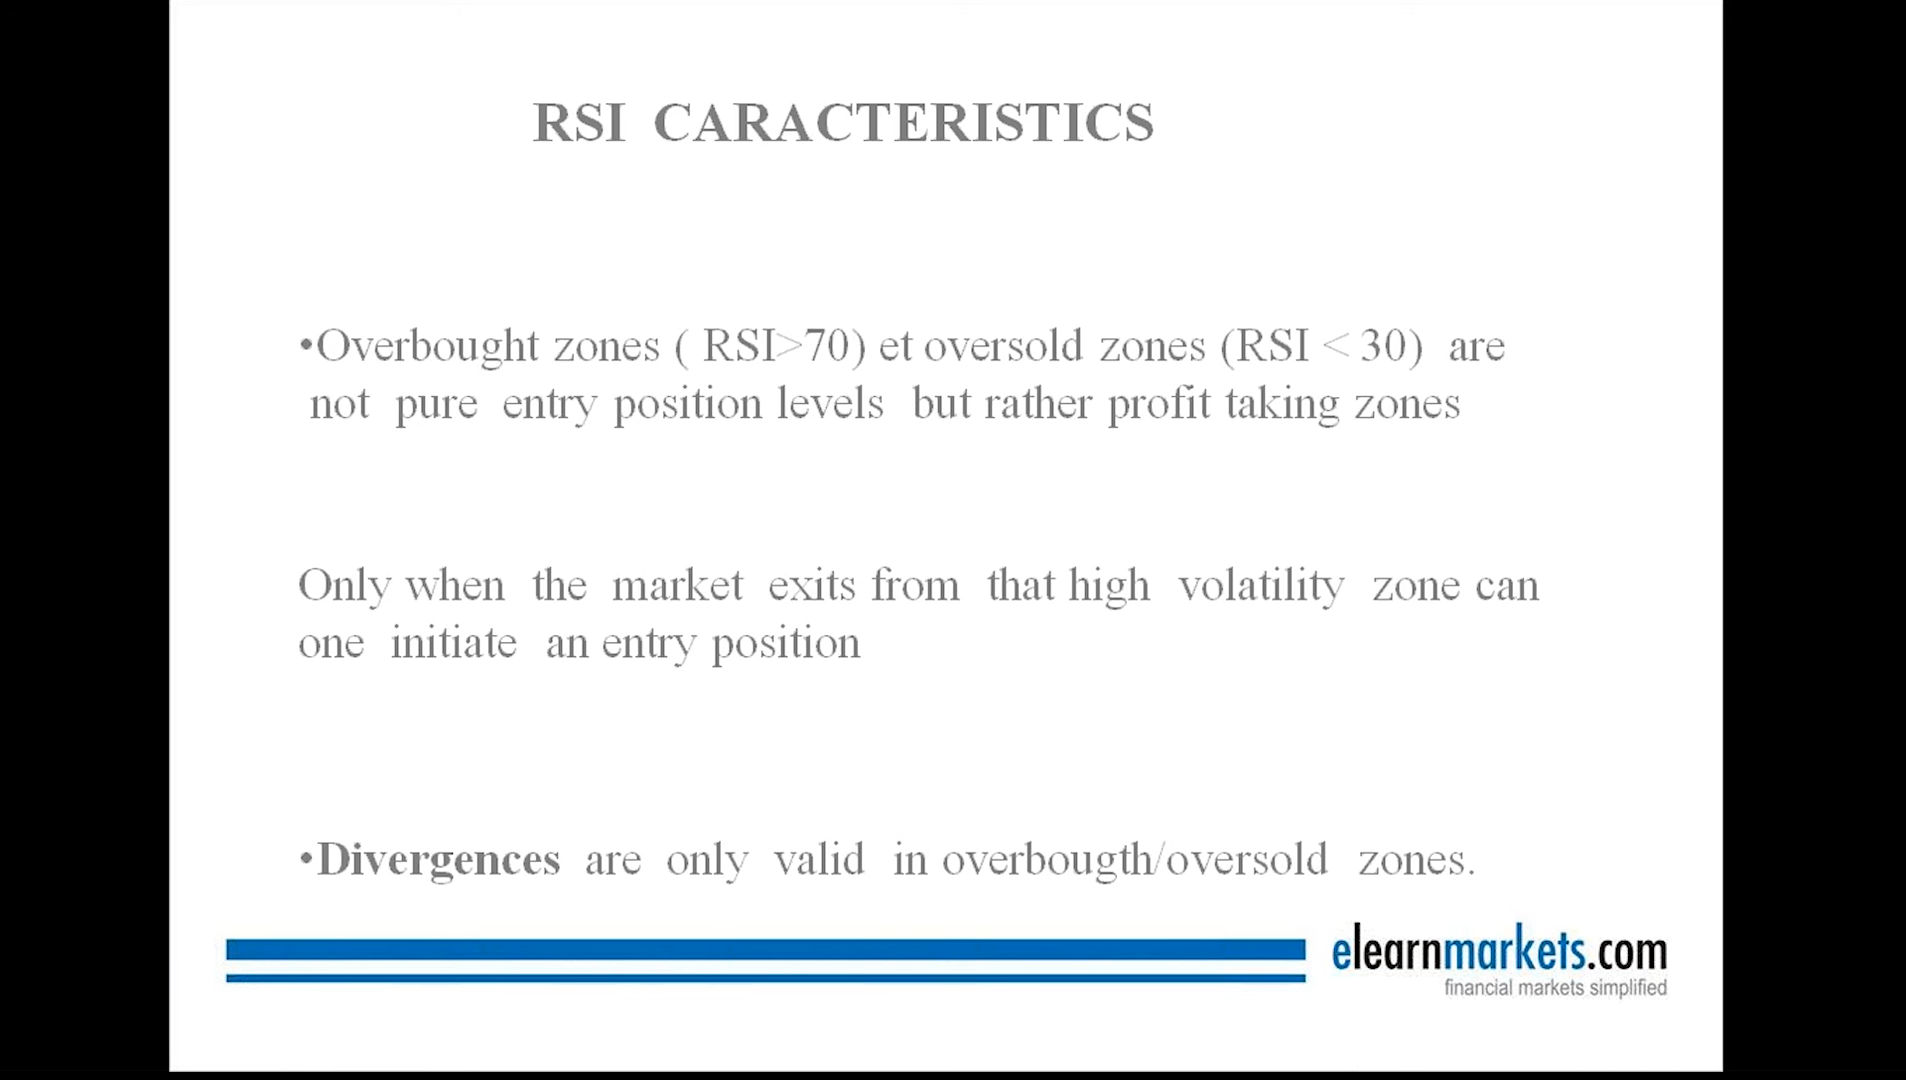 RSI CARACTERISTICS
•Overbought zones ( RSI>70) et oversold zones (RSI < 30) are
not pure entry position levels but rather profit taking zones
Only when the market exits from that high volatility zone can
one initiate an entry position
•Divergences are only valid in overbougth/oversold zones.
elearnmarkets.com
financial markets simplified